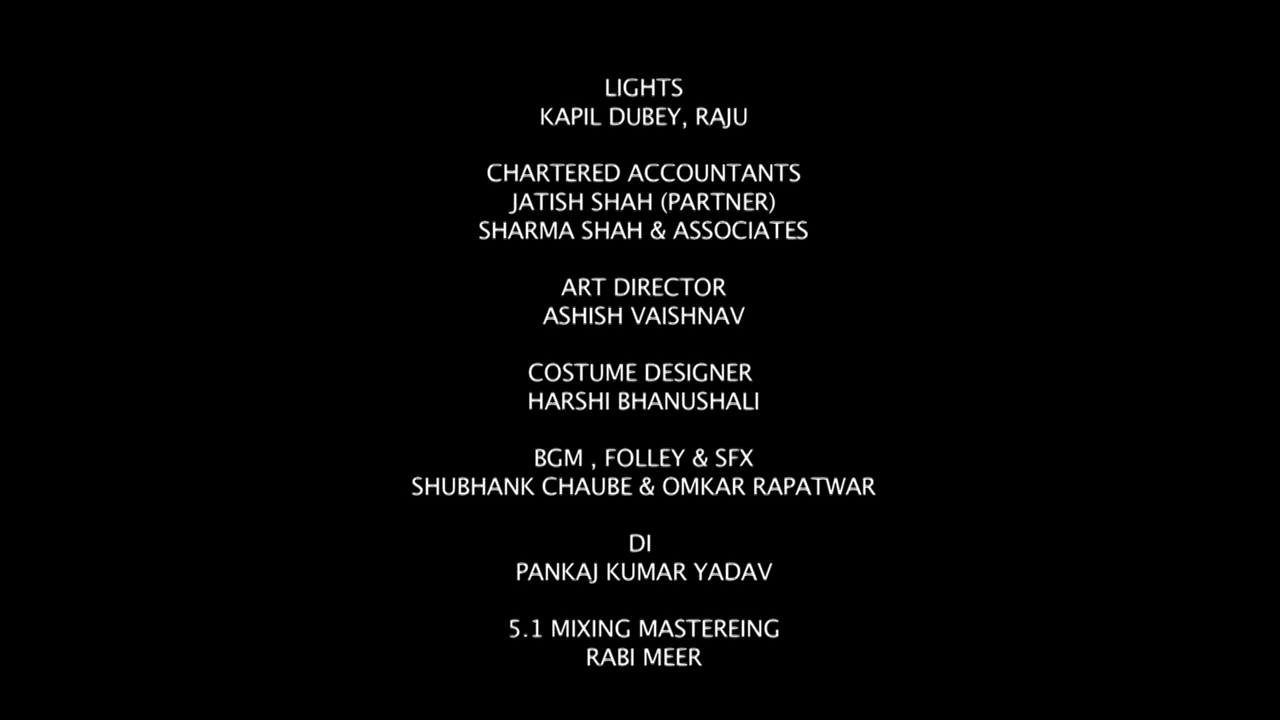 LIGHTS
KAPIL DUBEY, RAJU
CHARTERED ACCOUNTANTS
JATISH SHAH (PARTNER)
SHARMA SHAH & ASSOCIATES
ART DIRECTOR
ASHISH VAISHNAV
COSTUME DESIGNER
HARSHI BHANUSHALI
BGM , FOLLEY & SFX
SHUBHANK CHAUBE & OMKAR RAPATWAR
DI
PANKAJ KUMAR YADAV
5.1 MIXING MASTEREING
RABI MEER